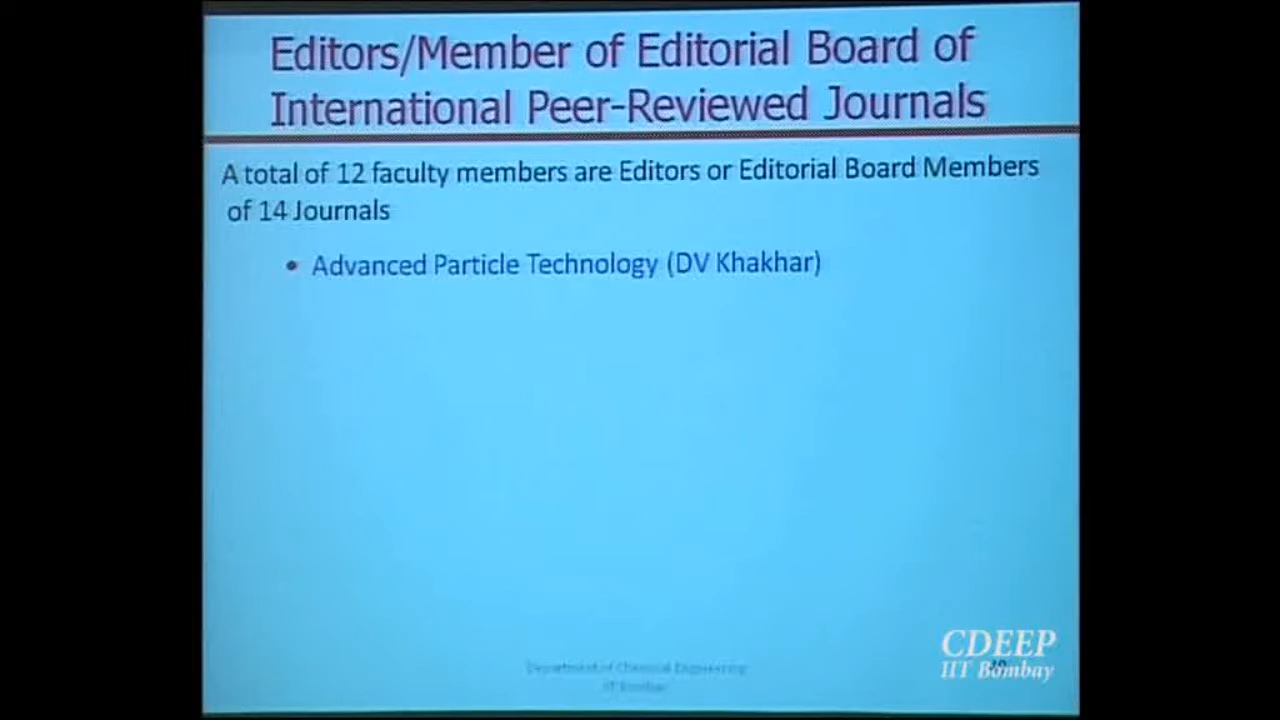 Editors/Member of Editorial Board of
International Peer-Reviewed Journals
A total of 12 faculty members are Editors or Editorial Board Members
of 14 Journals
• Advanced Particle Technology (DV Khakhar)
Department of Chemical Engineering
IIT Bombay
CDEEP
IIT Bombay